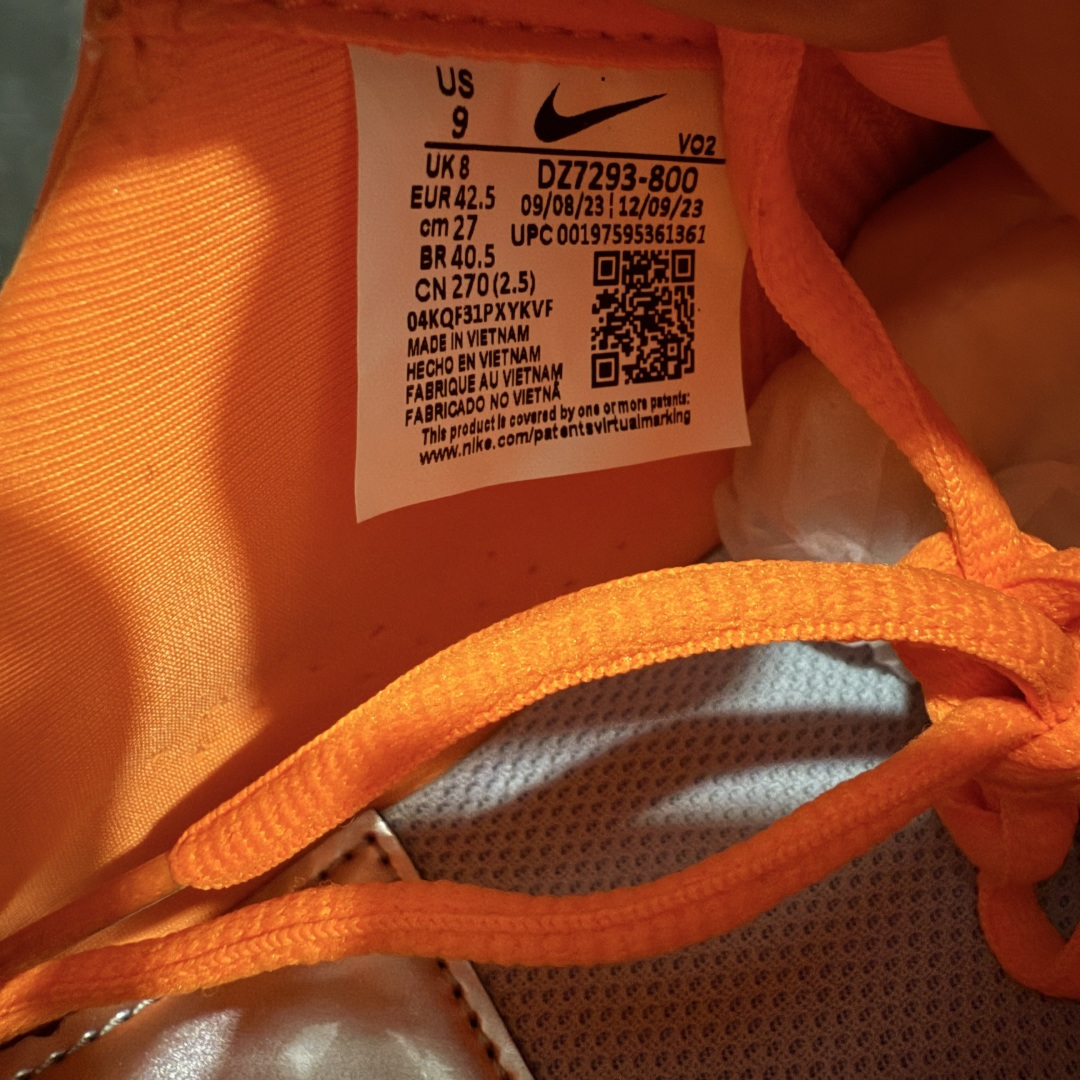 US
9
VO2
UK 8
EUR 42.5
cm 27
BR 40.5
CN 270 (2.5)
DZ7293-800
09/08/23 | 12/09/23
UPC 00197595361361
04KQF31PXYKVF
MADE IN VIETNAM
HECHO EN VIETNAM
FABRIQUE AU VIETNAM
FABRICADO NO VIETNÃ
This product is covered by one or more patents:
www.nike.com/patentsvirtualmarking